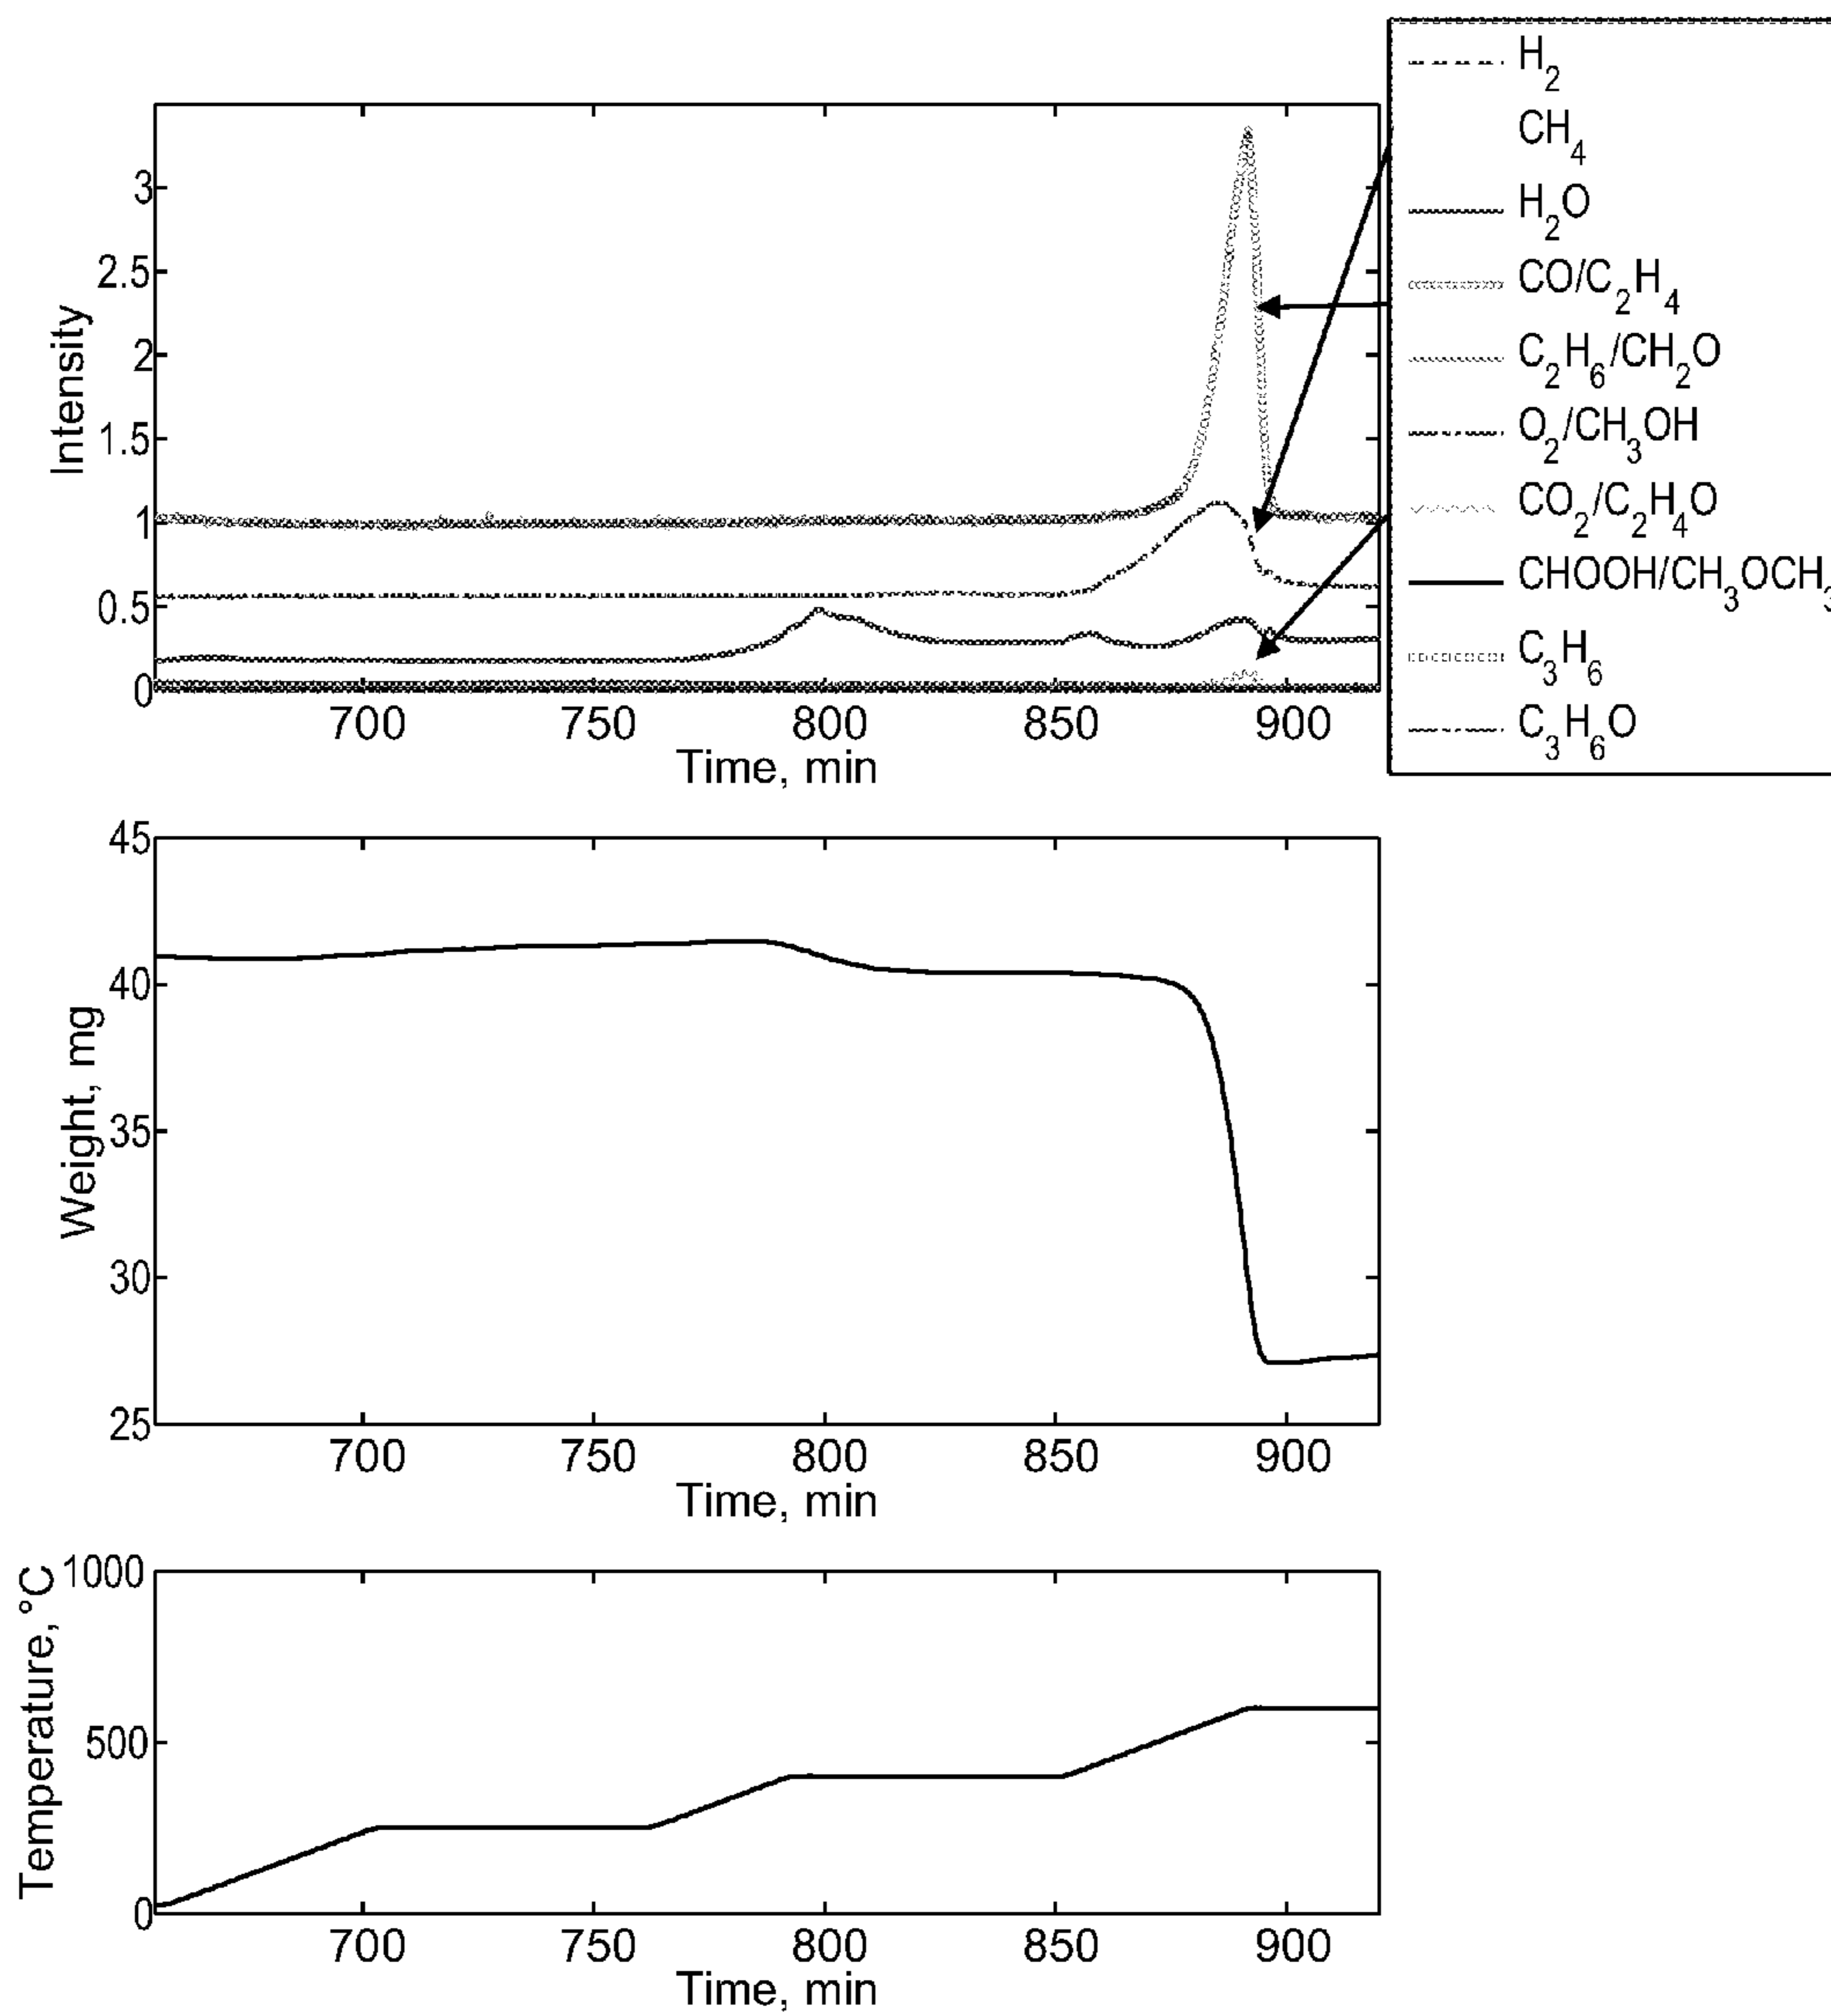 H2
CH4
H2O
CO/C2H4
C2H6/CH2O
O2/CH3OH
CO2/C2H4O
CHOOH/CH3OCH3
C3H6
C3H6O
Intensity
3
2.5
2
1.5
1
0.5
0
700 750 800 850 900
Time, min
Weight, mg
45
40
35
30
25
700 750 800 850 900
Time, min
Temperature, °C
1000
500
0
700 750 800 850 900
Time, min